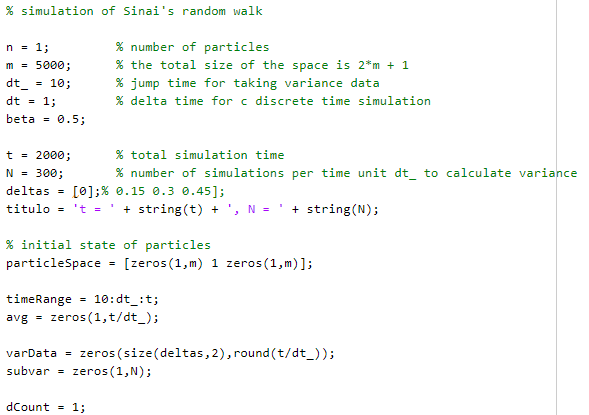 % simulation of Sinai's random walk
n = 1; % number of particles
m = 5000; % the total size of the space is 2*m + 1
dt_ = 10; % jump time for taking variance data
dt = 1; % delta time for c discrete time simulation
beta = 0.5;
t = 2000; % total simulation time
N = 300; % number of simulations per time unit dt_ to calculate variance
deltas = [0];% 0.15 0.3 0.45];
titulo = 't = ' + string(t) + ', N = ' + string(N);
% initial state of particles
particleSpace = [zeros(1,m) 1 zeros(1,m)];
timeRange = 10:dt_:t;
avg = zeros(1,t/dt_);
varData = zeros(size(deltas,2),round(t/dt_));
subvar = zeros(1,N);
dCount = 1;